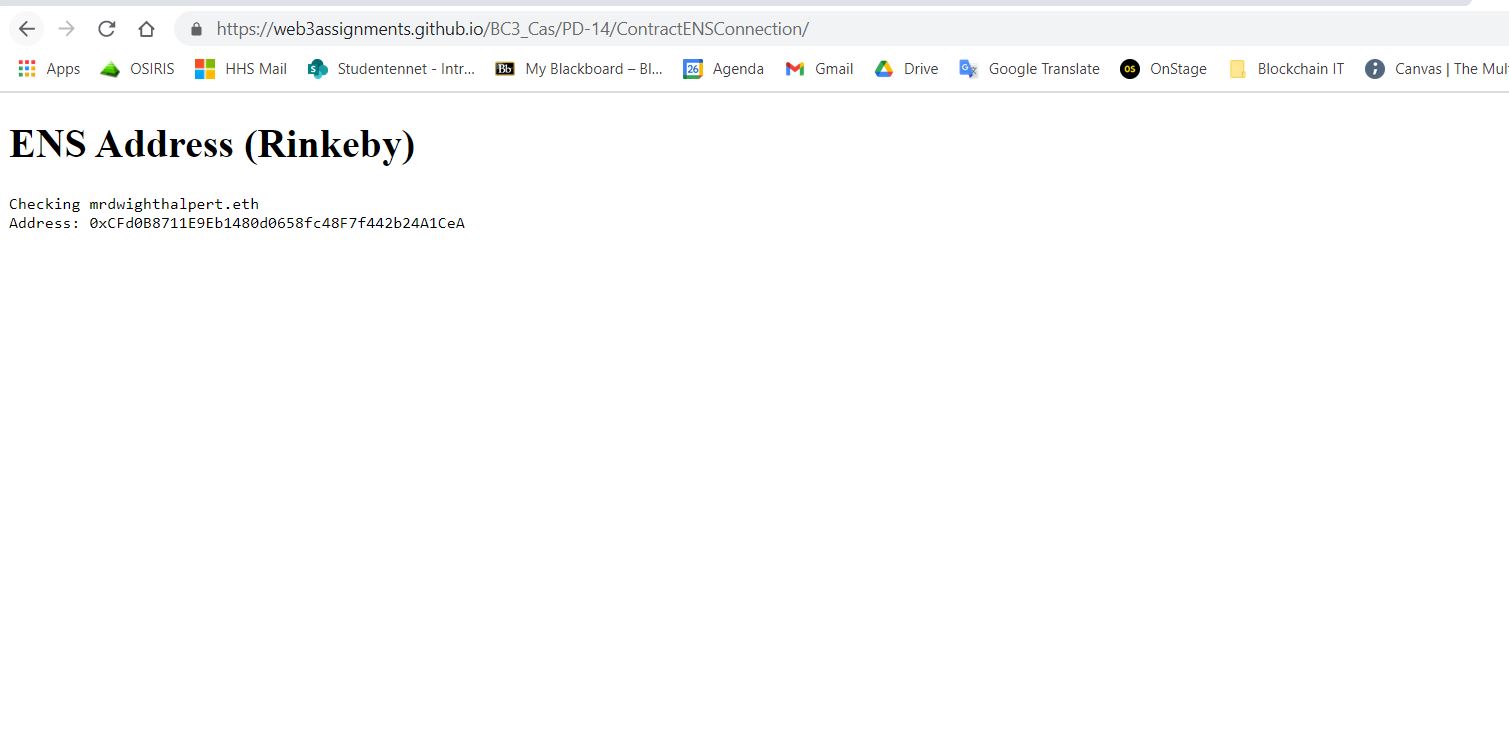 https://web3assignments.github.io/BC3_Cas/PD-14/ContractENSConnection/
Apps OSIRIS HHS Mail S Studentennet - Intr... Bb My Blackboard – Bl... 26 Agenda Gmail Drive G Google Translate OS OnStage Blockchain IT Canvas | The Mul
ENS Address (Rinkeby)
Checking mrdwighthalpert.eth
Address: 0xCFd0B8711E9Eb1480d0658fc48F7f442b24A1CeA